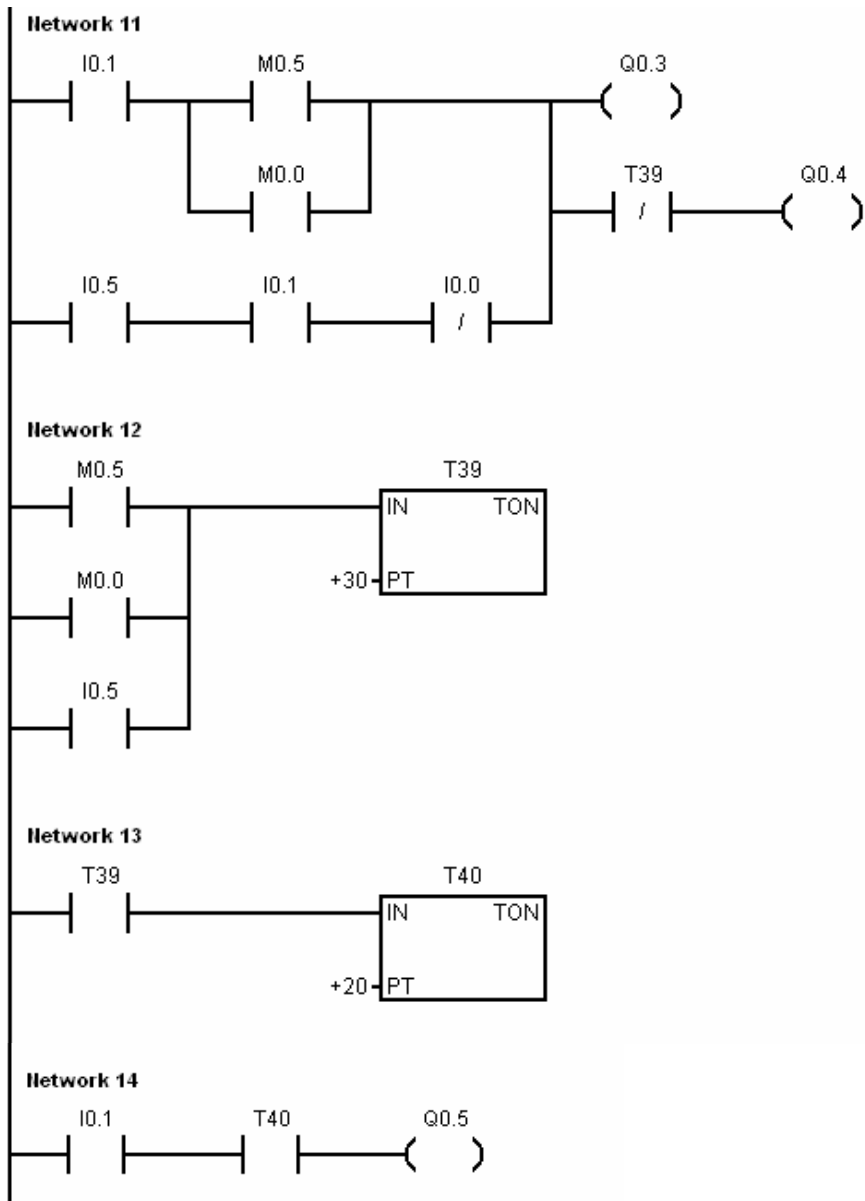 Network 11
I0.1 M0.5 Q0.3
M0.0 T39 Q0.4
/
I0.5 I0.1 I0.0
/
Network 12
M0.5 T39
IN TON
M0.0
+30 PT
I0.5
Network 13
T39 T40
IN TON
+20 PT
Network 14
I0.1 T40 Q0.5